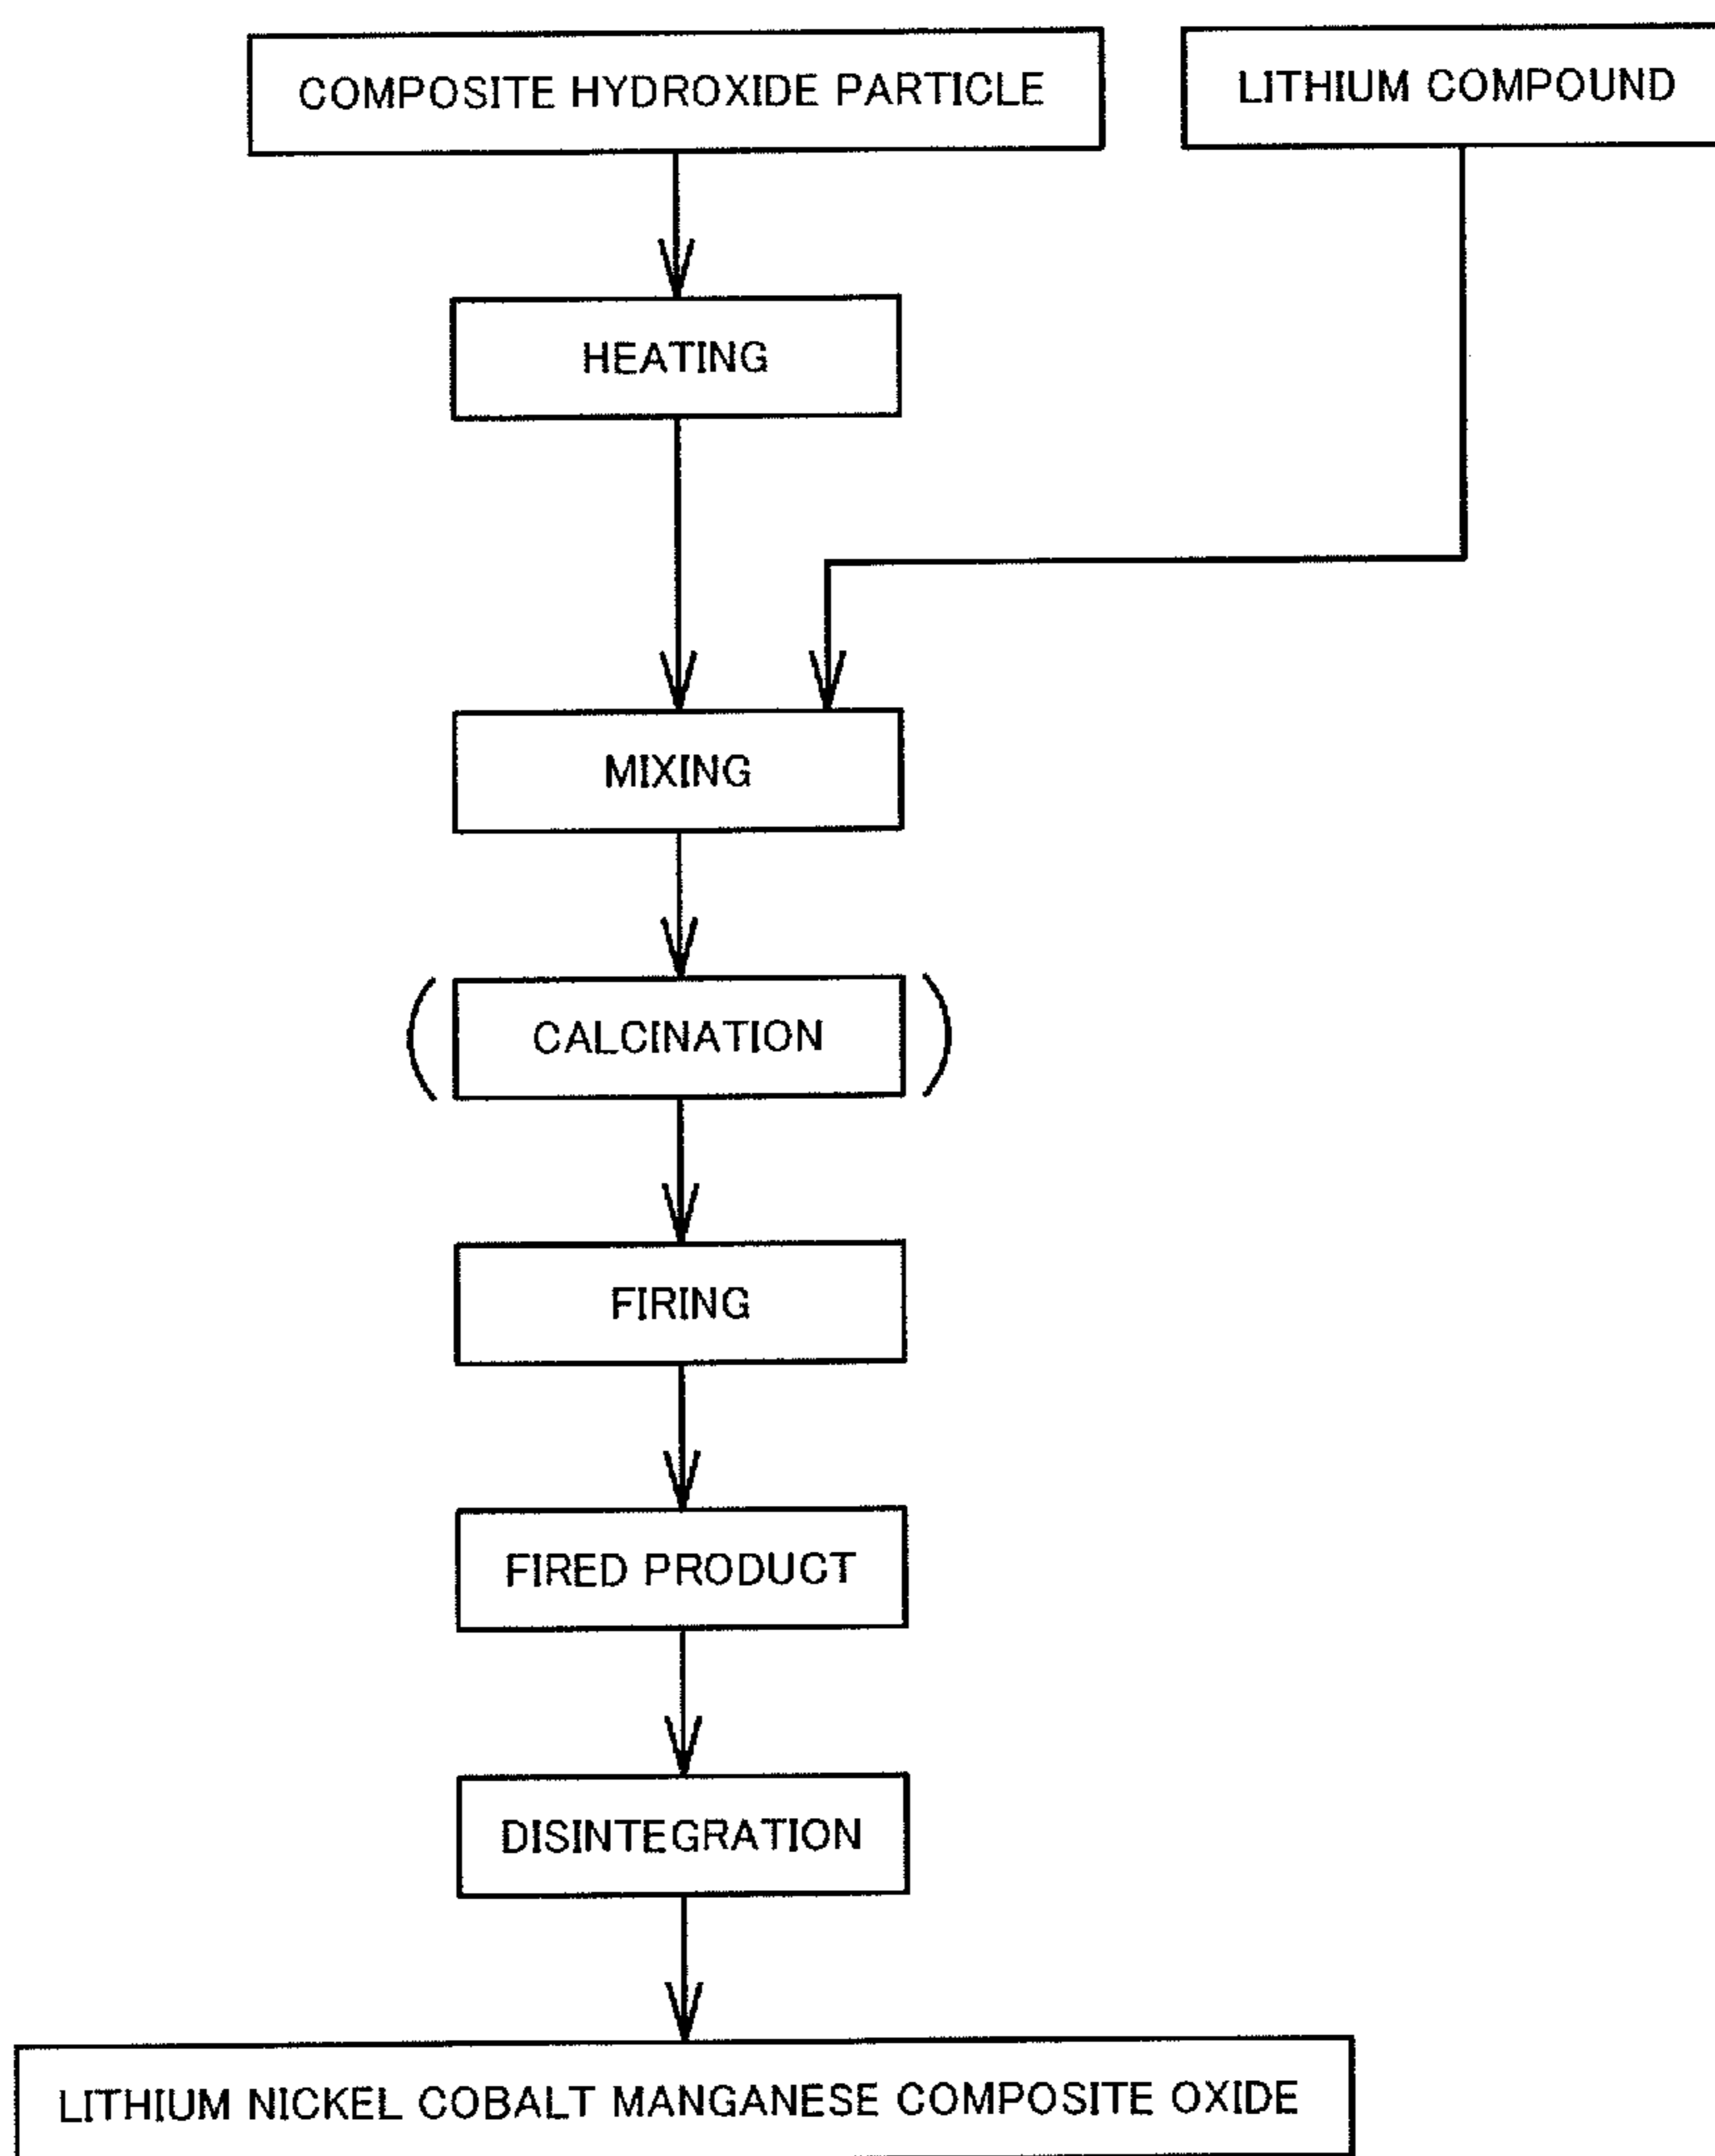 COMPOSITE HYDROXIDE PARTICLE
LITHIUM COMPOUND
HEATING
MIXING
( CALCINATION )
FIRING
FIRED PRODUCT
DISINTEGRATION
LITHIUM NICKEL COBALT MANGANESE COMPOSITE OXIDE